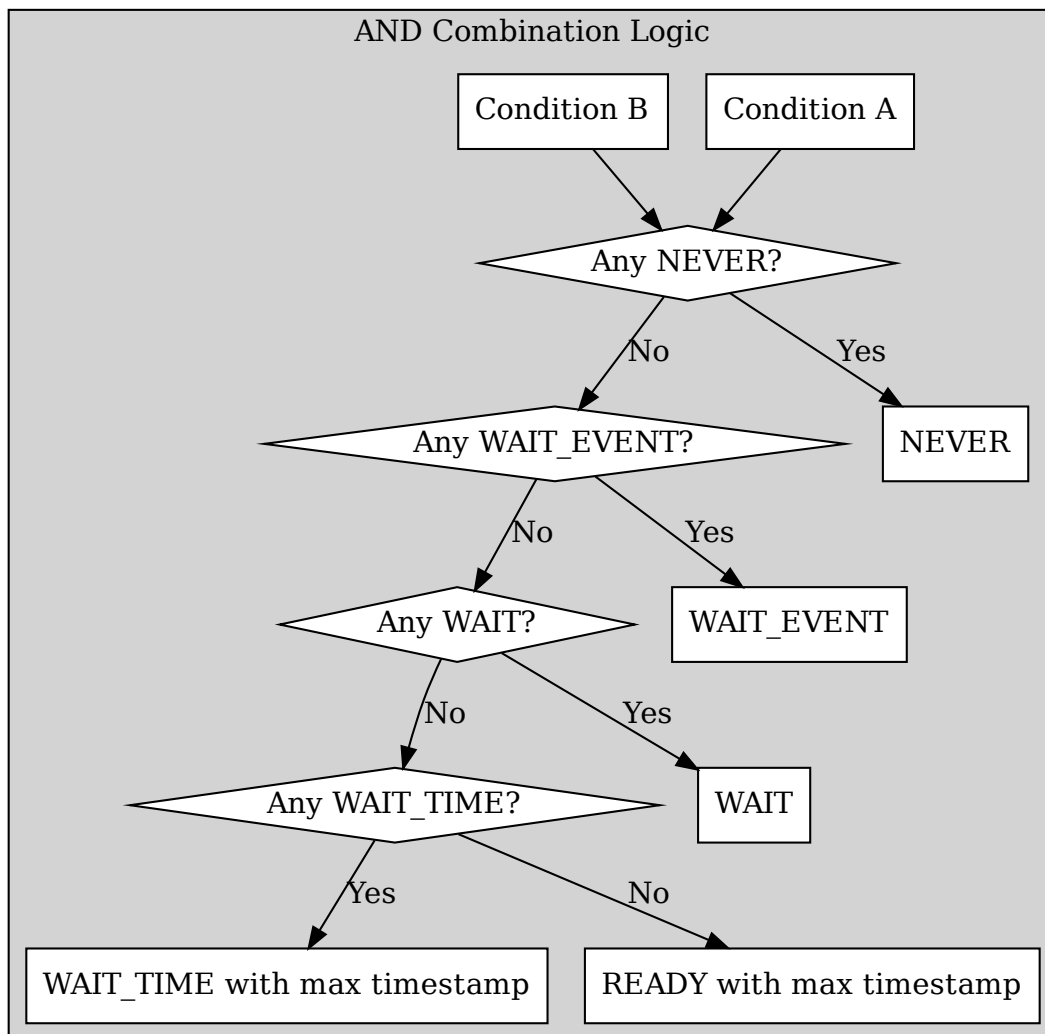 AND Combination Logic
Condition B
Condition A
Any NEVER?
No
Yes
Any WAIT_EVENT?
NEVER
No
Yes
Any WAIT?
WAIT_EVENT
No
Yes
Any WAIT_TIME?
WAIT
Yes
No
WAIT_TIME with max timestamp
READY with max timestamp